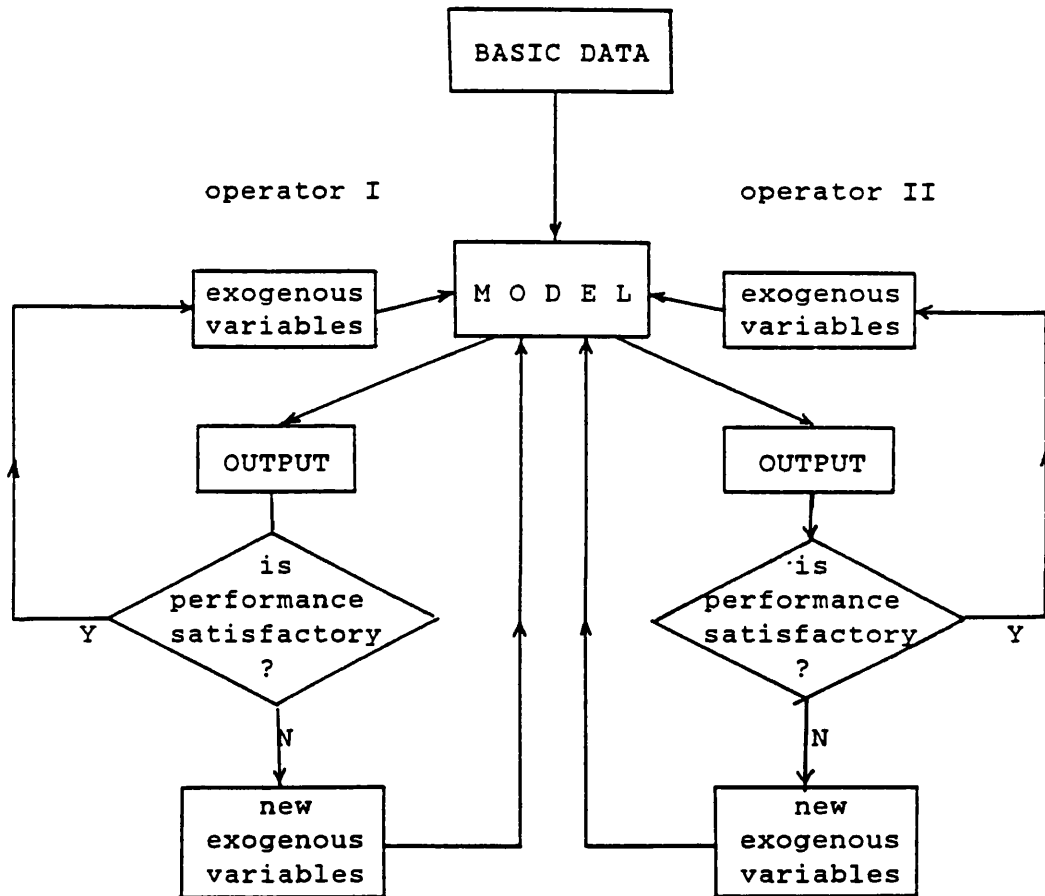 BASIC DATA
operator I
operator II
exogenous
variables
M O D E L
exogenous
variables
OUTPUT
OUTPUT
is
performance
satisfactory
?
Y
N
is
performance
satisfactory
?
Y
N
new
exogenous
variables
new
exogenous
variables